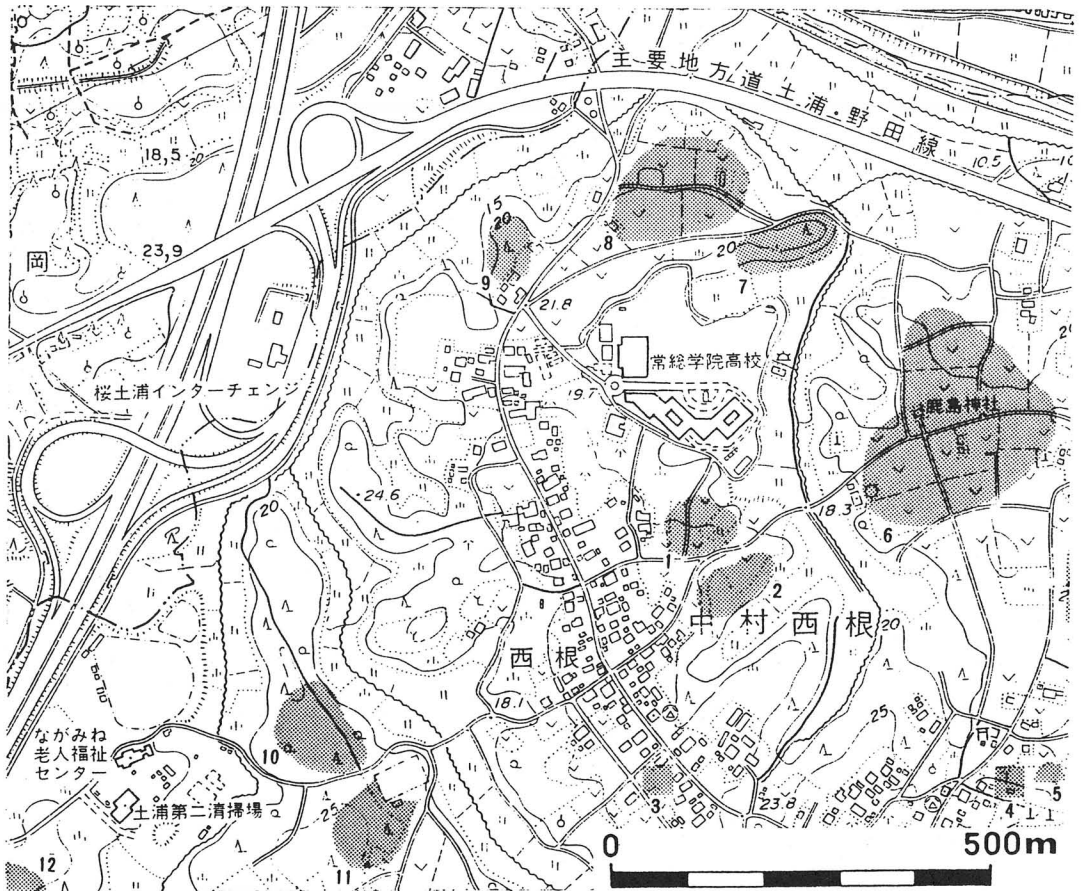 主要地方道土浦・野田線
10.5
18,5
20
23,9
岡
15
20
8
9
20
7
21.8
常総学院高校
19.7
桜土浦インターチェンジ
鹿島神社
24.6
20
18.3
6
1
2
中村西根
20
西根
18.1
25
ながみね
老人福祉
センター
10
土浦第二清掃場
3
23.8
4
5
12
11
0
500m